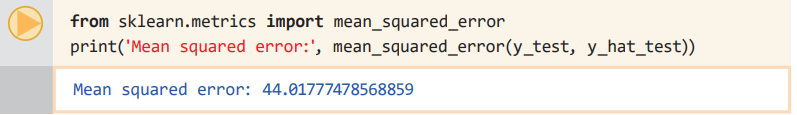 from sklearn.metrics import mean_squared_error
print('Mean squared error:', mean_squared_error(y_test, y_hat_test))
Mean squared error: 44.01777478568859